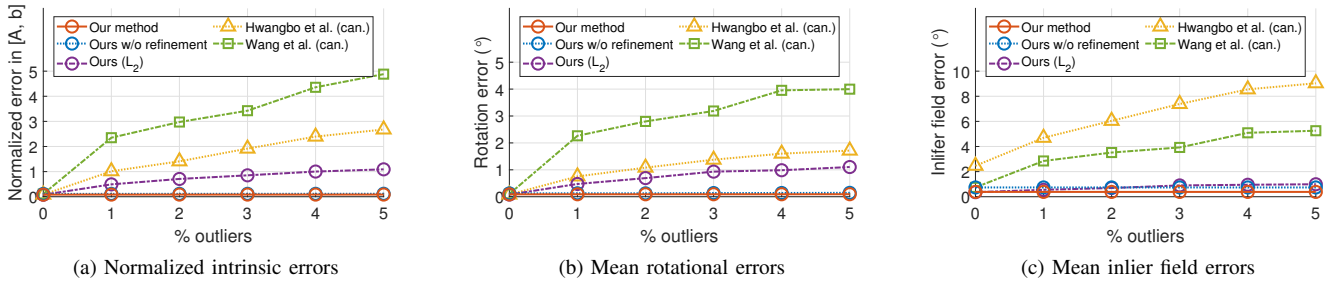 Our method
Ours w/o refinement
Ours (L2)
Hwangbo et al. (can.)
Wang et al. (can.)
Normalized error in [A, b]
5
4
3
2
1
0
0 1 2 3 4 5
% outliers
(a) Normalized intrinsic errors
Our method
Ours w/o refinement
Ours (L2)
Hwangbo et al. (can.)
Wang et al. (can.)
Rotation error (°)
5
4
3
2
1
0
0 1 2 3 4 5
% outliers
(b) Mean rotational errors
Our method
Ours w/o refinement
Ours (L2)
Hwangbo et al. (can.)
Wang et al. (can.)
Inlifer field error (°)
10
8
6
4
2
0
0 1 2 3 4 5
% outliers
(c) Mean inlier field errors